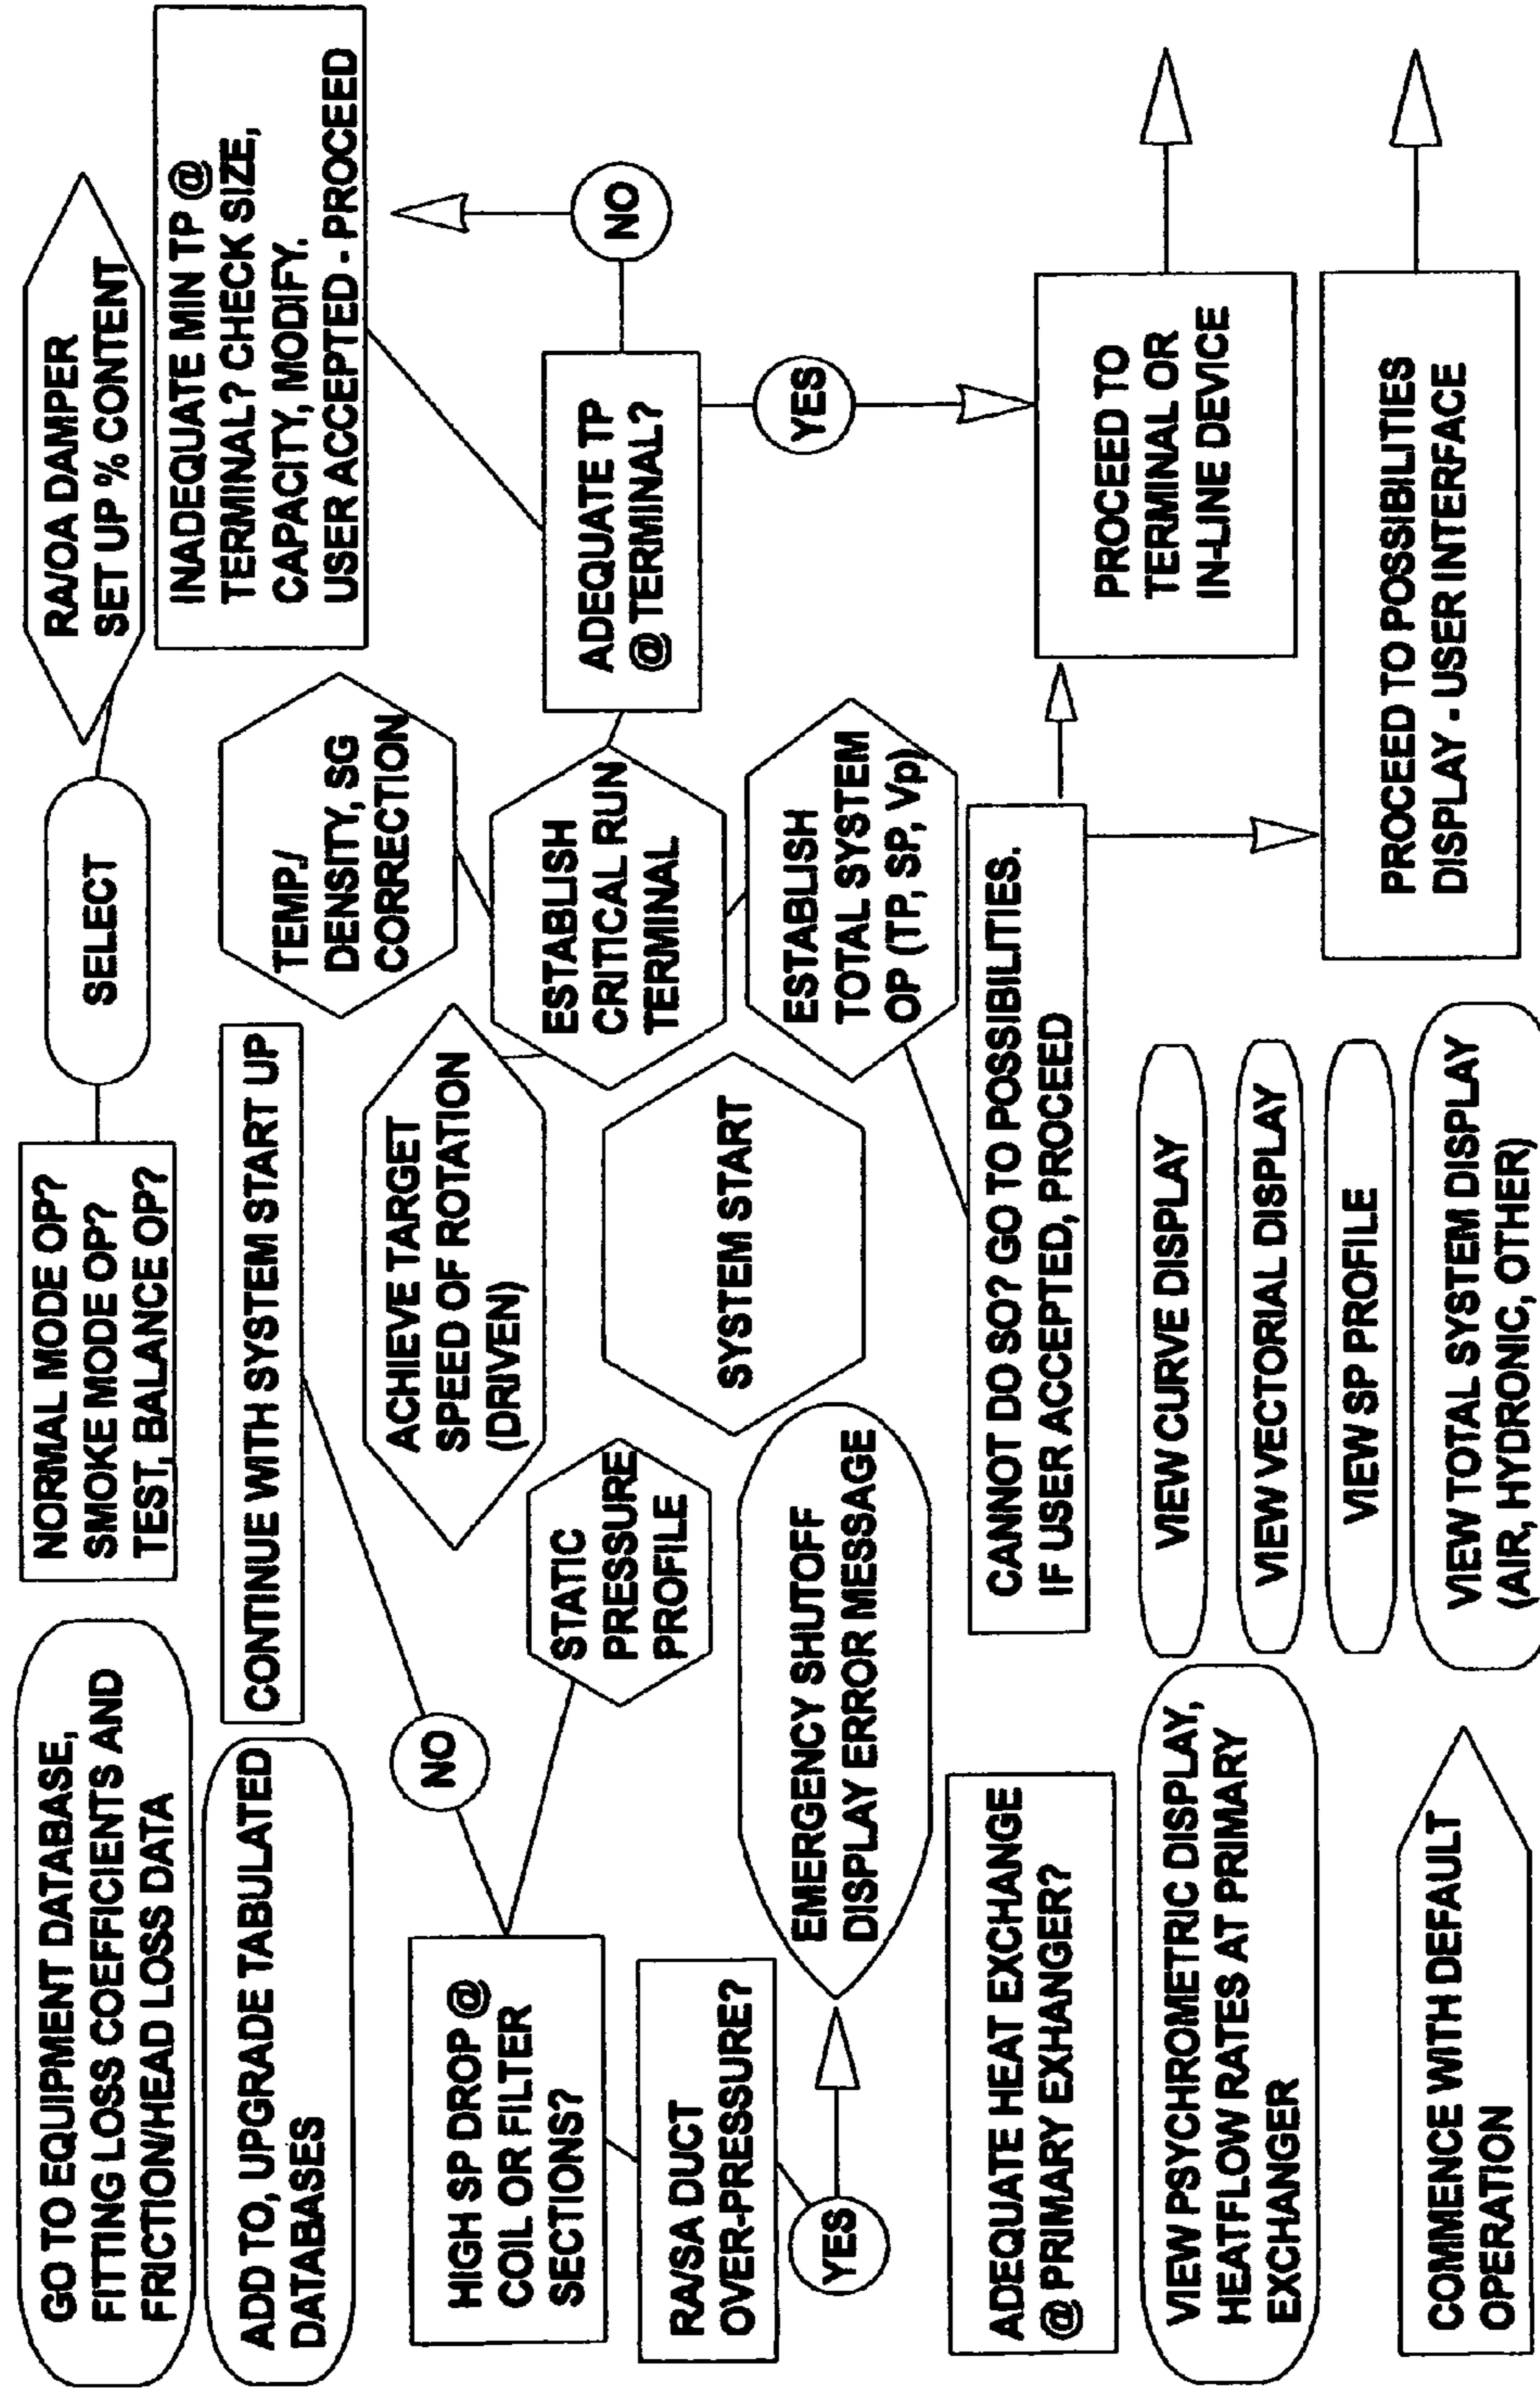 GO TO EQUIPMENT DATABASE,
FITTING LOSS COEFFICIENTS AND
FRICTION/HEAD LOSS DATA
NORMAL MODE OP?
SMOKE MODE OP?
TEST, BALANCE OP?
SELECT
RA/OA DAMPER
SET UP % CONTENT
ADD TO, UPGRADE TABULATED
DATABASES
CONTINUE WITH SYSTEM START UP
TEMP./
DENSITY, SG
CORRECTION
INADEQUATE MIN TP @
TERMINAL? CHECK SIZE,
CAPACITY, MODIFY.
USER ACCEPTED - PROCEED
NO
ACHIEVE TARGET
SPEED OF ROTATION
(DRIVEN)
HIGH SP DROP @
COIL OR FILTER
SECTIONS?
STATIC
PRESSURE
PROFILE
ESTABLISH
CRITICAL RUN
TERMINAL
ADEQUATE TP
@ TERMINAL?
NO
RA/SA DUCT
OVER-PRESSURE?
SYSTEM START
YES
YES
EMERGENCY SHUTOFF
DISPLAY ERROR MESSAGE
ESTABLISH
TOTAL SYSTEM
OP (TP, SP, Vp)
ADEQUATE HEAT EXCHANGE
@ PRIMARY EXHANGER?
CANNOT DO SO? GO TO POSSIBILITIES.
IF USER ACCEPTED, PROCEED
PROCEED TO
TERMINAL OR
IN-LINE DEVICE
VIEW PSYCHROMETRIC DISPLAY,
HEATFLOW RATES AT PRIMARY
EXCHANGER
VIEW CURVE DISPLAY
VIEW VECTORIAL DISPLAY
VIEW SP PROFILE
PROCEED TO POSSIBILITIES
DISPLAY - USER INTERFACE
COMMENCE WITH DEFAULT
OPERATION
VIEW TOTAL SYSTEM DISPLAY
(AIR, HYDRONIC, OTHER)